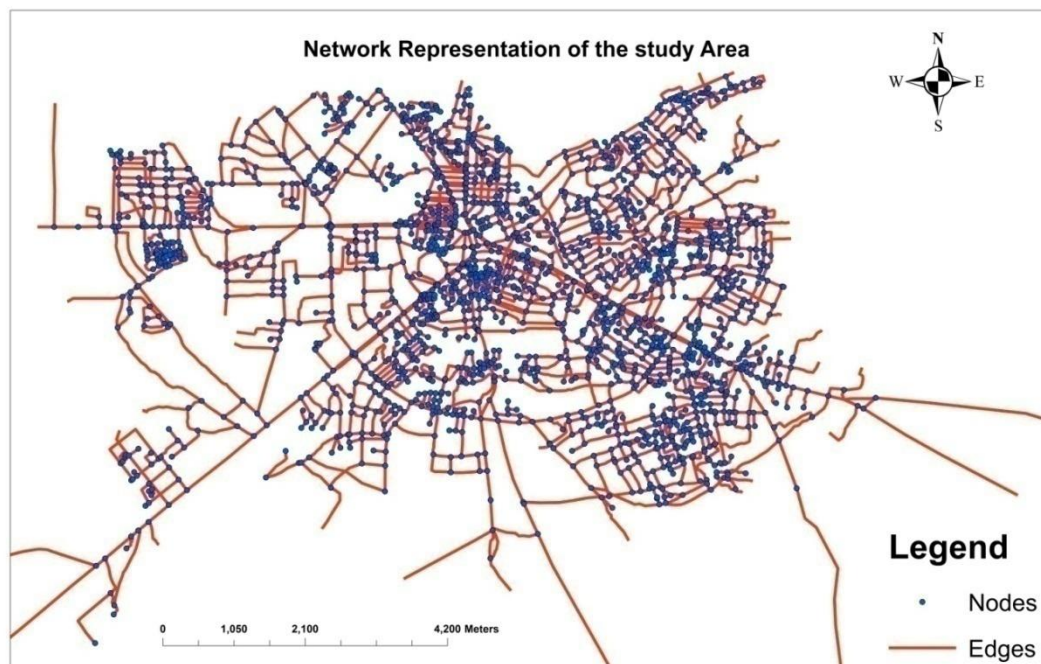 Network Representation of the study Area
N
W E
S
0 1,050 2,100 4,200 Meters
Legend
Nodes
Edges